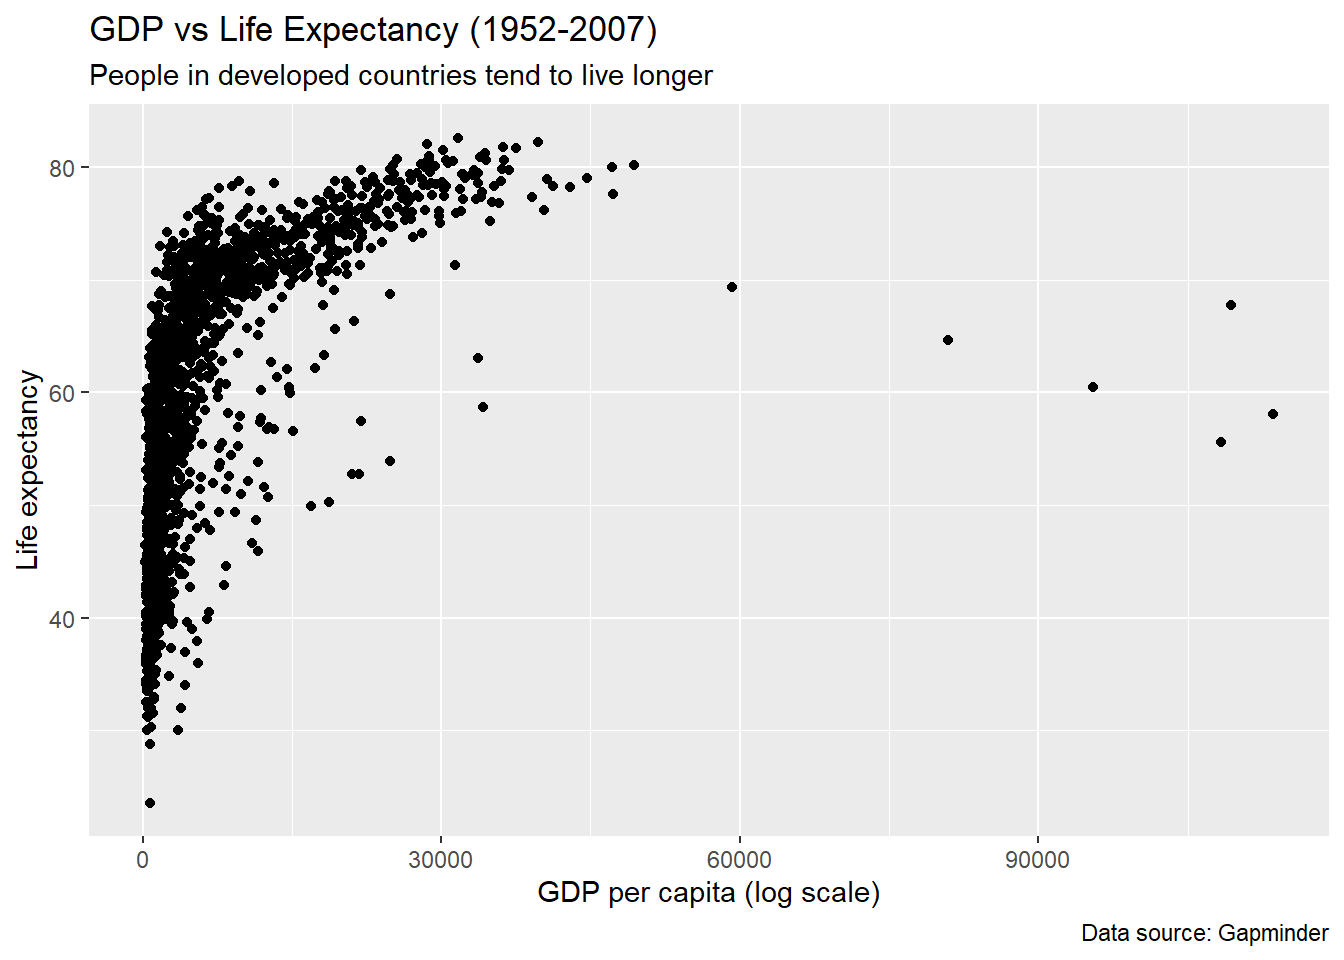 GDP vs Life Expectancy (1952-2007)
People in developed countries tend to live longer
80
60
40
Life expectancy
0 30000 60000 90000
GDP per capita (log scale)
Data source: Gapminder